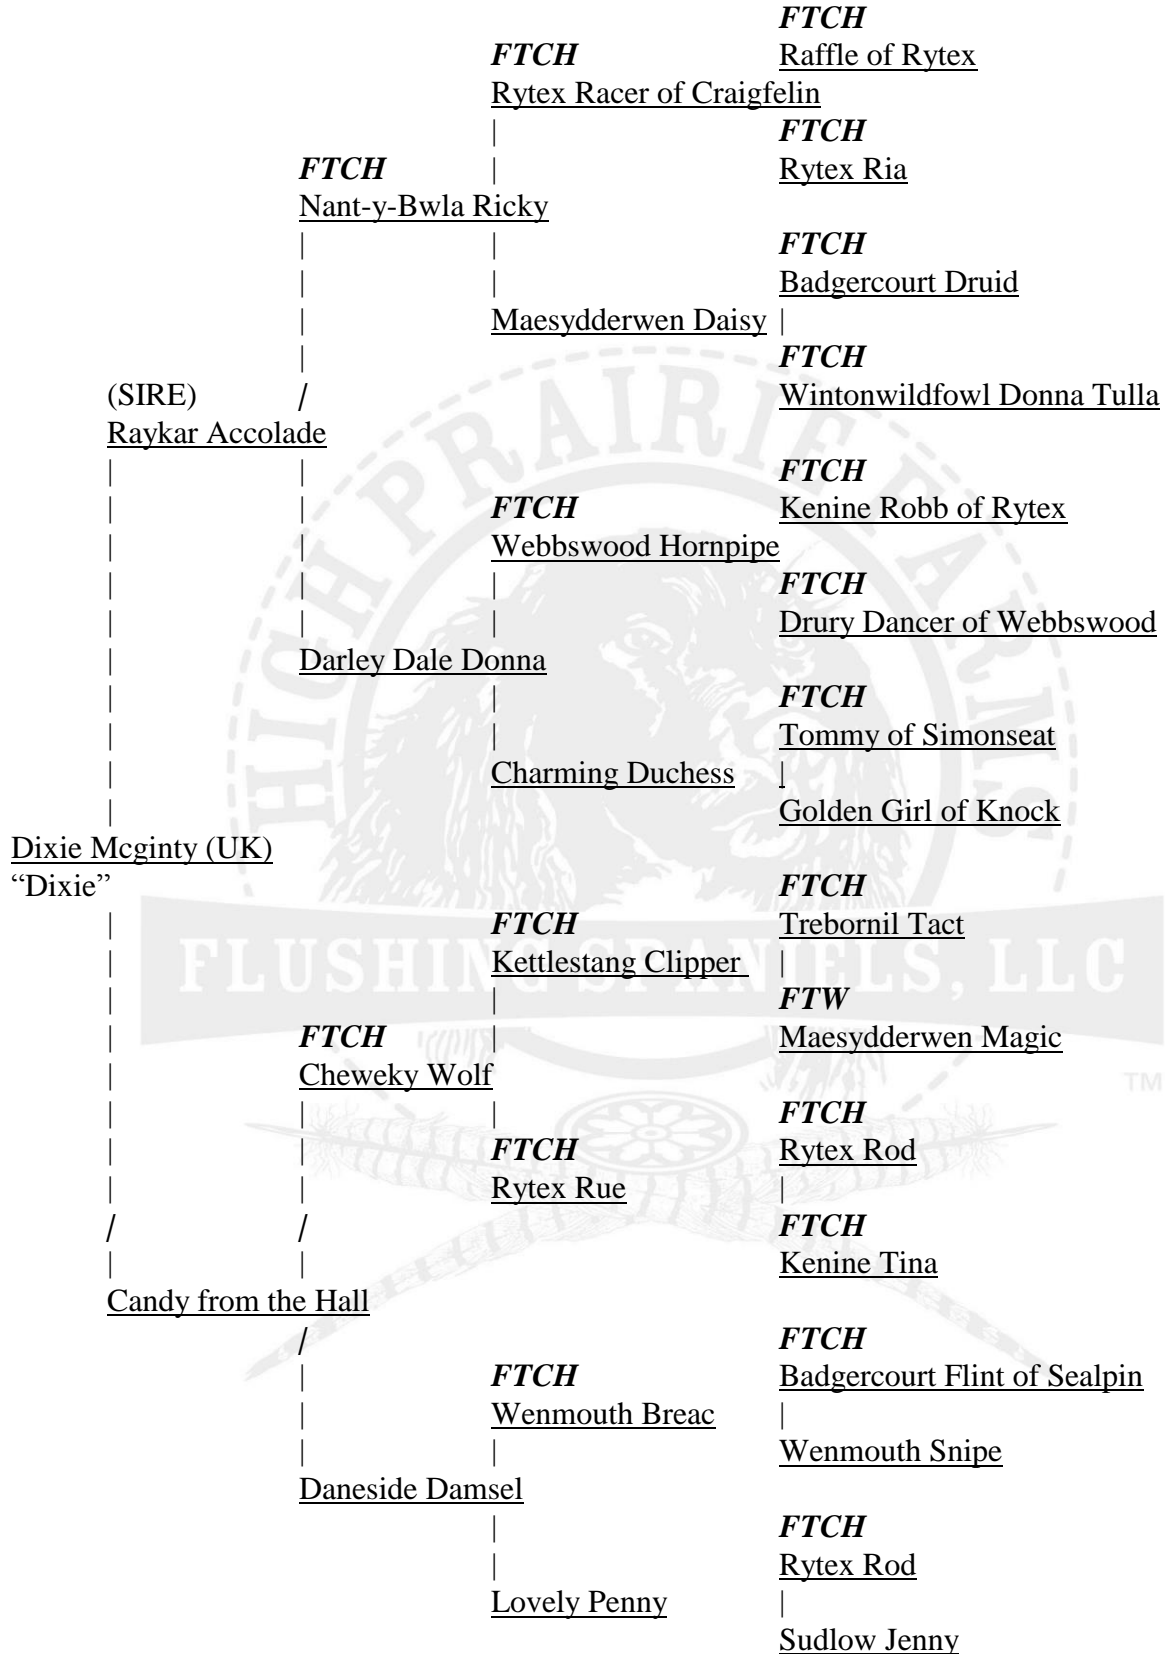 FTCH
Raffle of Rytex
FTCH
Rytex Racer of Craigfelin
FTCH
Rytex Ria
FTCH
Nant-y-Bwla Ricky
FTCH
Badgercourt Druid
Maesydderwen Daisy
FTCH
Wintonwildfowl Donna Tulla
(SIRE)
Raykar Accolade
FTCH
Kenine Robb of Rytex
FTCH
Webbswood Hornpipe
FTCH
Drury Dancer of Webbswood
Darley Dale Donna
FTCH
Tommy of Simonseat
Charming Duchess
Golden Girl of Knock
Dixie Mcginty (UK)
“Dixie”
FTCH
Trebornil Tact
FTCH
Kettlestang Clipper
FTW
Maesydderwen Magic
FTCH
Cheweky Wolf
FTCH
Rytex Rod
FTCH
Rytex Rue
FTCH
Kenine Tina
Candy from the Hall
FTCH
Badgercourt Flint of Sealpin
FTCH
Wenmouth Breac
Wenmouth Snipe
Daneside Damsel
FTCH
Rytex Rod
Lovely Penny
Sudlow Jenny
HIGH PRAIRIE FARMS
FLUSHING SPANIELS, LLC
TM